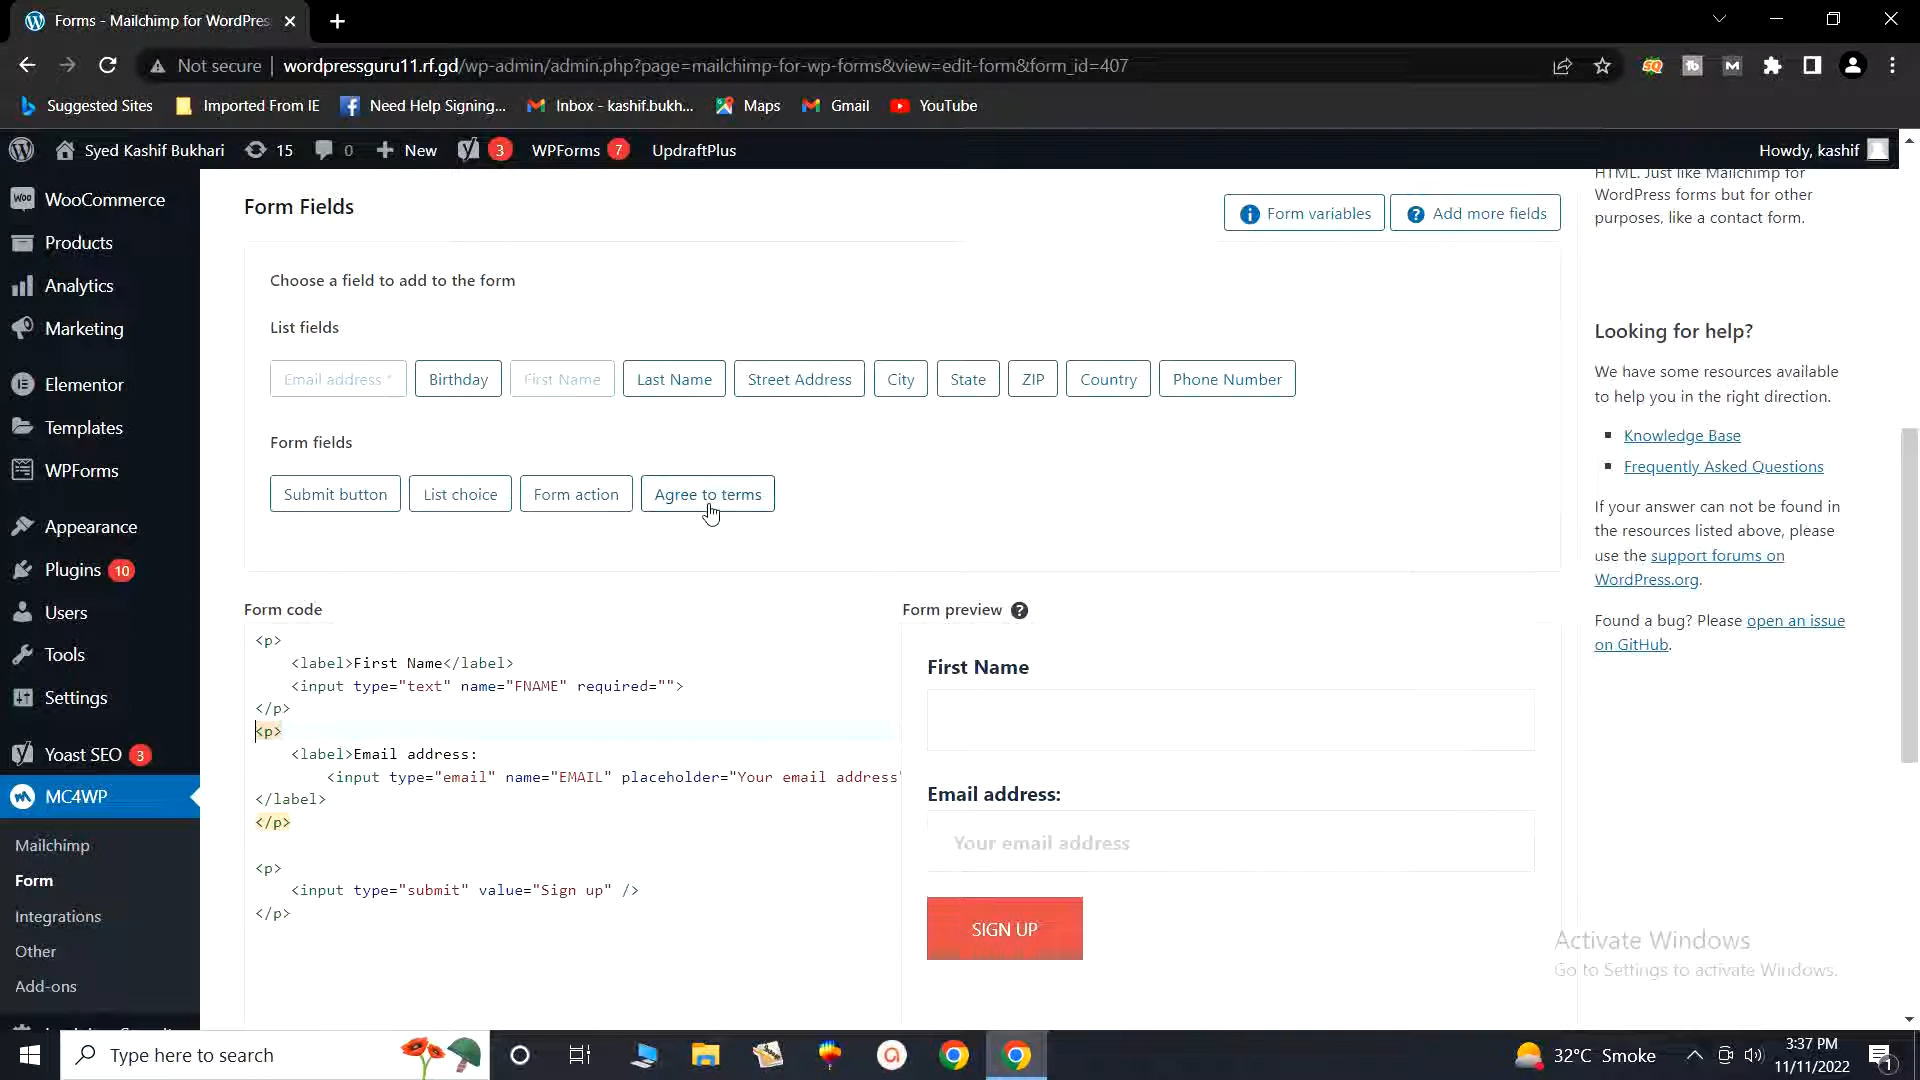 Forms - Mailchimp for WordPres
Not secure | wordpressguru11.rf.gd/wp-admin/admin.php?page=mailchimp-for-wp-forms&view=edit-form&form_id=407
SQ
tb
M
Suggested Sites
Imported From IE
Need Help Signing...
Inbox - kashif.bukh...
Maps
Gmail
YouTube
Syed Kashif Bukhari
15
0
New
3
WPForms 7
UpdraftPlus
Howdy, kashif
WooCommerce
Products
Analytics
Marketing
Elementor
Templates
WPForms
Appearance
Plugins 10
Users
Tools
Settings
Yoast SEO 3
MC4WP
Mailchimp
Form
Integrations
Other
Add-ons
Form Fields
Form variables
Add more fields
Choose a field to add to the form
List fields
Email address *
Birthday
First Name
Last Name
Street Address
City
State
ZIP
Country
Phone Number
Form fields
Submit button
List choice
Form action
Agree to terms
Form code
<p>
<label>First Name</label>
<input type="text" name="FNAME" required="">
</p>
<p>
<label>Email address:
<input type="email" name="EMAIL" placeholder="Your email address"
</label>
</p>
<p>
<input type="submit" value="Sign up" />
</p>
Form preview ?
First Name
Email address:
Your email address
SIGN UP
HTML. Just like Mailchimp for
WordPress forms but for other
purposes, like a contact form.
Looking for help?
We have some resources available
to help you in the right direction.
Knowledge Base
Frequently Asked Questions
If your answer can not be found in
the resources listed above, please
use the support forums on
WordPress.org.
Found a bug? Please open an issue
on GitHub.
Activate Windows
Go to Settings to activate Windows.
Type here to search
32°C Smoke
3:37 PM
11/11/2022
1